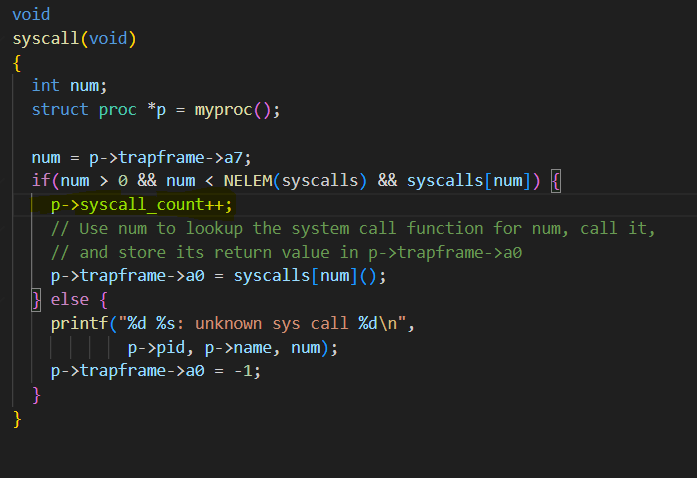 void
syscall(void)
{
  int num;
  struct proc *p = myproc();

  num = p->trapframe->a7;
  if(num > 0 && num < NELEM(syscalls) && syscalls[num]) {
    p->syscall_count++;
    // Use num to lookup the system call function for num, call it,
    // and store its return value in p->trapframe->a0
    p->trapframe->a0 = syscalls[num]();
  } else {
    printf("%d %s: unknown sys call %d\n",
            p->pid, p->name, num);
    p->trapframe->a0 = -1;
  }
}